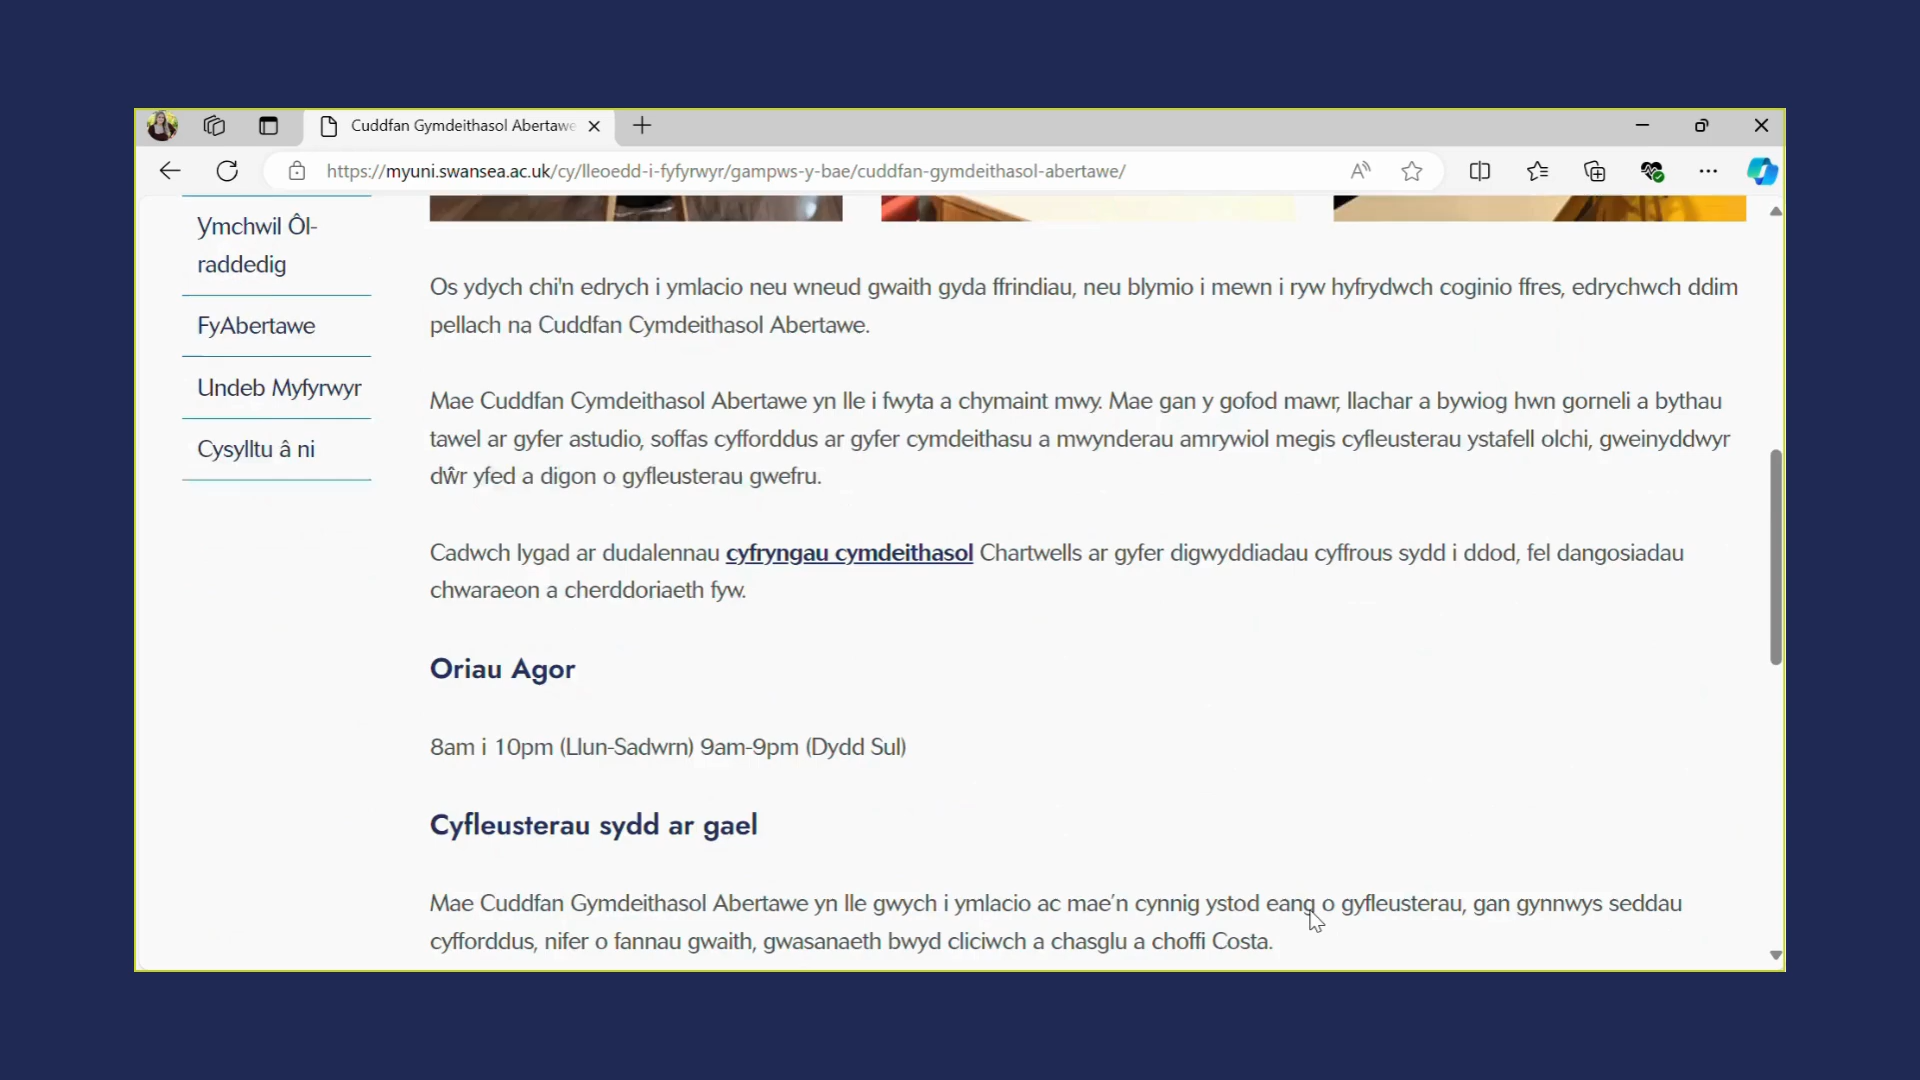 Cuddfan Gymdeithasol Abertawe
https://myuni.swansea.ac.uk/cy/lleoedd-i-fyfyrwyr/gampws-y-bae/cuddfan-gymdeithasol-abertawe/
Ymchwil Ôl-
raddedig
FyAbertawe
Undeb Myfyrwyr
Cysylltu â ni
Os ydych chi'n edrych i ymlacio neu wneud gwaith gyda ffrindiau, neu blymio i mewn i ryw hyfrydwch coginio ffres, edrychwch ddim
pellach na Cuddfan Cymdeithasol Abertawe.
Mae Cuddfan Cymdeithasol Abertawe yn lle i fwyta a chymaint mwy. Mae gan y gofod mawr, llachar a bywiog hwn gorneli a bythau
tawel ar gyfer astudio, soffas cyfforddus ar gyfer cymdeithasu a mwynderau amrywiol megis cyfleusterau ystafell olchi, gweinyddwyr
dŵr yfed a digon o gyfleusterau gwefru.
Cadwch lygad ar dudalennau cyfryngau cymdeithasol Chartwells ar gyfer digwyddiadau cyffrous sydd i ddod, fel dangosiadau
chwaraeon a cherddoriaeth fyw.
Oriau Agor
8am i 10pm (Llun-Sadwrn) 9am-9pm (Dydd Sul)
Cyfleusterau sydd ar gael
Mae Cuddfan Gymdeithasol Abertawe yn lle gwych i ymlacio ac mae’n cynnig ystod eang o gyfleusterau, gan gynnwys seddau
cyfforddus, nifer o fannau gwaith, gwasanaeth bwyd cliciwch a chasglu a choffi Costa.